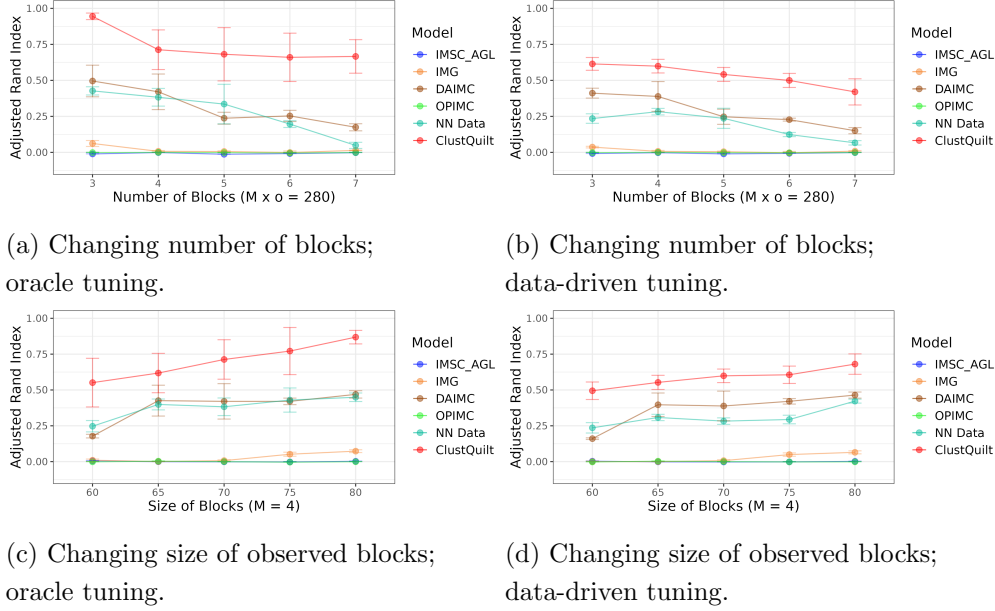 1.00
0.75
0.50
0.25
0.00
Adjusted Rand Index
3 4 5 6 7
Number of Blocks (M x o = 280)
Model
IMSC_AGL
IMG
DAIMC
OPIMC
NN Data
ClustQuilt
1.00
0.75
0.50
0.25
0.00
Adjusted Rand Index
3 4 5 6 7
Number of Blocks (M x o = 280)
Model
IMSC_AGL
IMG
DAIMC
OPIMC
NN Data
ClustQuilt
(a) Changing number of blocks;
oracle tuning.
(b) Changing number of blocks;
data-driven tuning.
1.00
0.75
0.50
0.25
0.00
Adjusted Rand Index
60 65 70 75 80
Size of Blocks (M = 4)
Model
IMSC_AGL
IMG
DAIMC
OPIMC
NN Data
ClustQuilt
1.00
0.75
0.50
0.25
0.00
Adjusted Rand Index
60 65 70 75 80
Size of Blocks (M = 4)
Model
IMSC_AGL
IMG
DAIMC
OPIMC
NN Data
ClustQuilt
(c) Changing size of observed blocks;
oracle tuning.
(d) Changing size of observed blocks;
data-driven tuning.